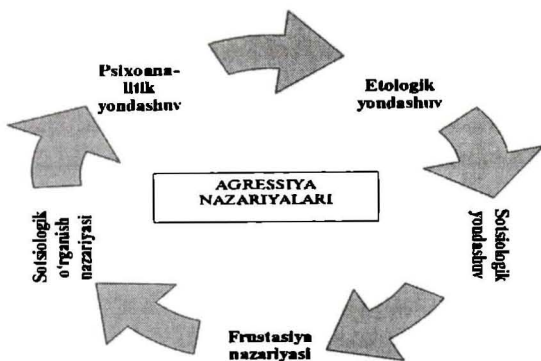 Psixoana-
litik
yondashuv
Etologik
yondashuv
AGRESSIYA
NAZARIYALARI
Sotsiologik
yondashuv
Sotsiologik
o'rganish
nazariyasi
Frustasiya
nazariyasi